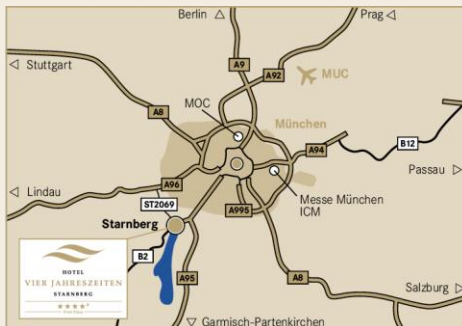 Berlin
Prag
Stuttgart
A9
A92
MUC
MOC
A8
München
A94
B12
Passau
A96
Lindau
ST2069
Messe München
ICM
Starnberg
A995
HOTEL
VIER JAHRESZEITEN
STARNBERG
B2
A95
A8
Salzburg
Garmisch-Partenkirchen